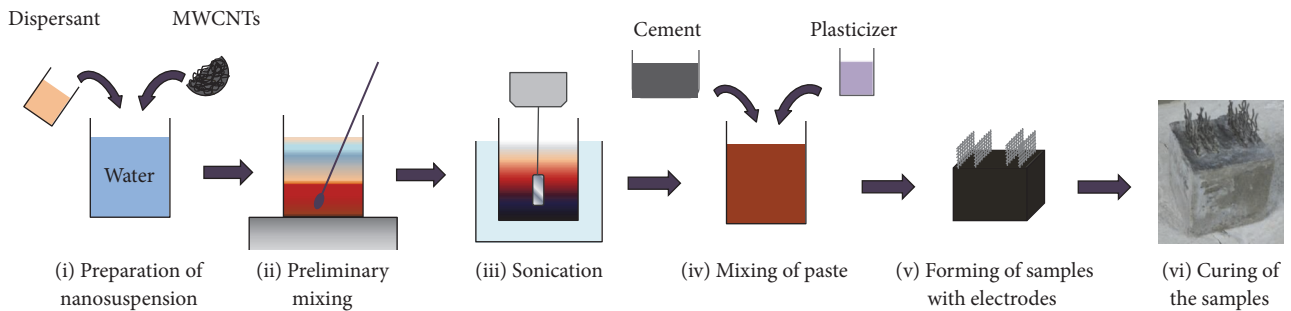 Dispersant
MWCNTs
Cement
Plasticizer
Water
(i) Preparation of
nanosuspension
(ii) Preliminary
mixing
(iii) Sonication
(iv) Mixing of paste
(v) Forming of samples
with electrodes
(vi) Curing of
the samples